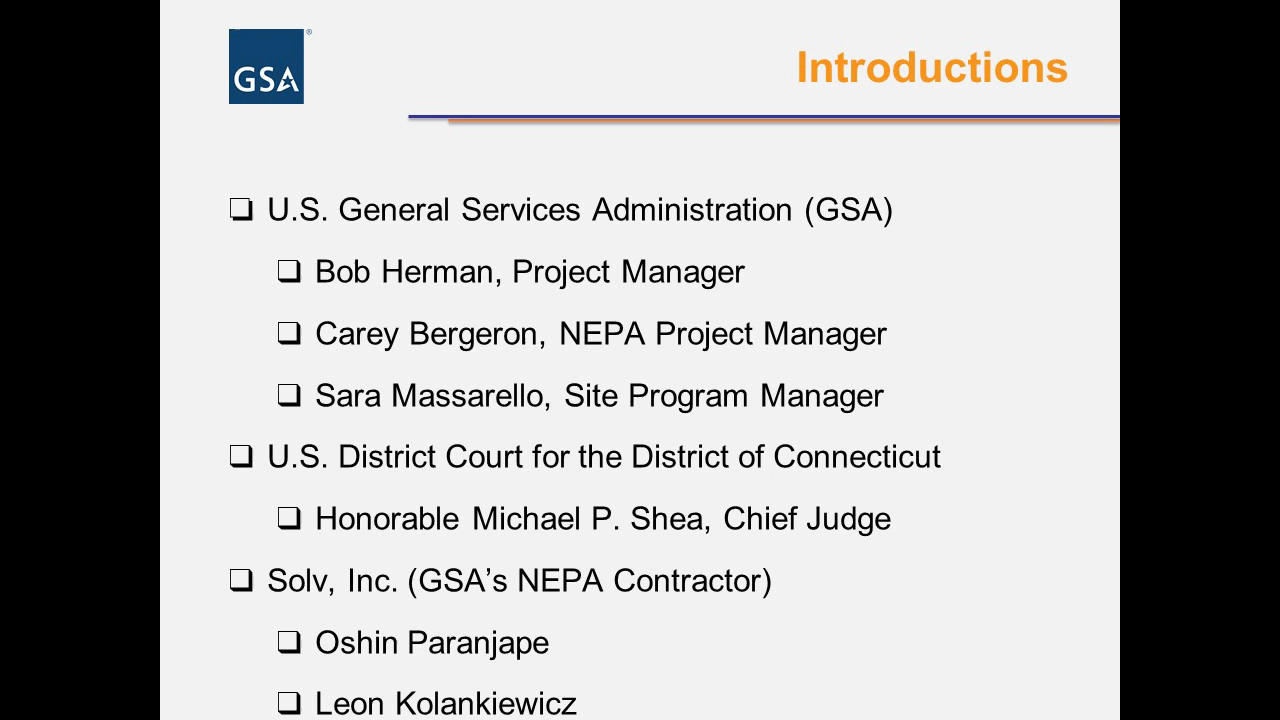 GSA
®
Introductions
❏ U.S. General Services Administration (GSA)
❏ Bob Herman, Project Manager
❏ Carey Bergeron, NEPA Project Manager
❏ Sara Massarello, Site Program Manager
❏ U.S. District Court for the District of Connecticut
❏ Honorable Michael P. Shea, Chief Judge
❏ Solv, Inc. (GSA’s NEPA Contractor)
❏ Oshin Paranjape
❏ Leon Kolankiewicz